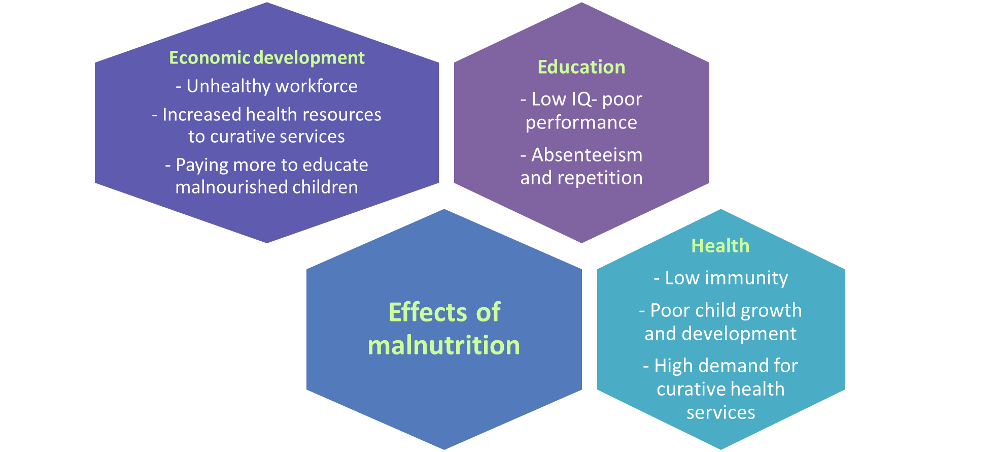 Economic development
- Unhealthy workforce
- Increased health resources
to curative services
- Paying more to educate
malnourished children
Education
- Low IQ- poor
performance
- Absenteeism
and repetition
Effects of
malnutrition
Health
- Low immunity
- Poor child growth
and development
- High demand for
curative health
services